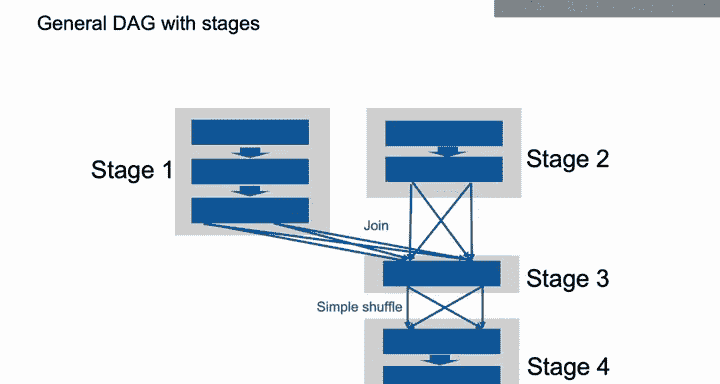 General DAG with stages
Stage 1
Stage 2
Join
Stage 3
Simple shuffle
Stage 4